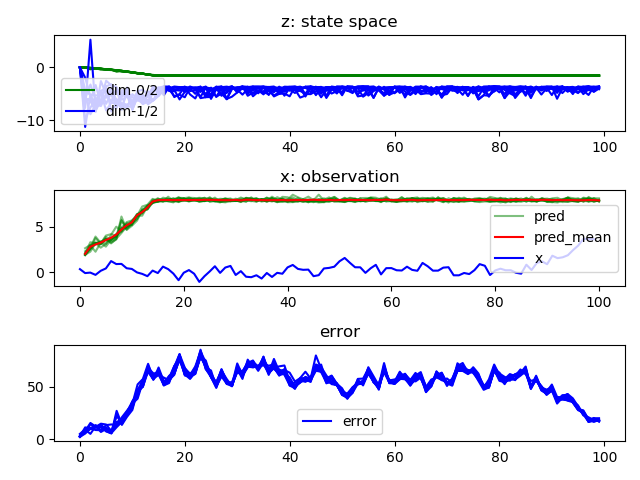 z: state space
0
−10
dim-0/2
dim-1/2
0 20 40 60 80 100
x: observation
5
0
pred
pred_mean
x
0 20 40 60 80 100
error
50
0
error
0 20 40 60 80 100